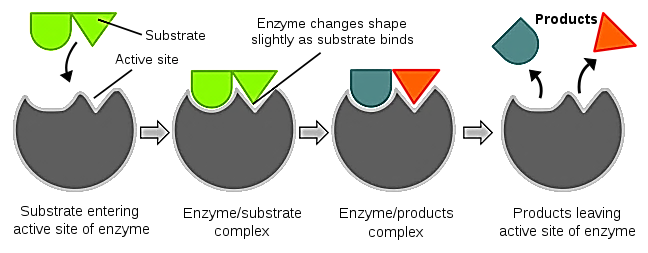 Substrate
Active site
Enzyme changes shape
slightly as substrate binds
Products
Substrate entering
active site of enzyme
Enzyme/substrate
complex
Enzyme/products
complex
Products leaving
active site of enzyme